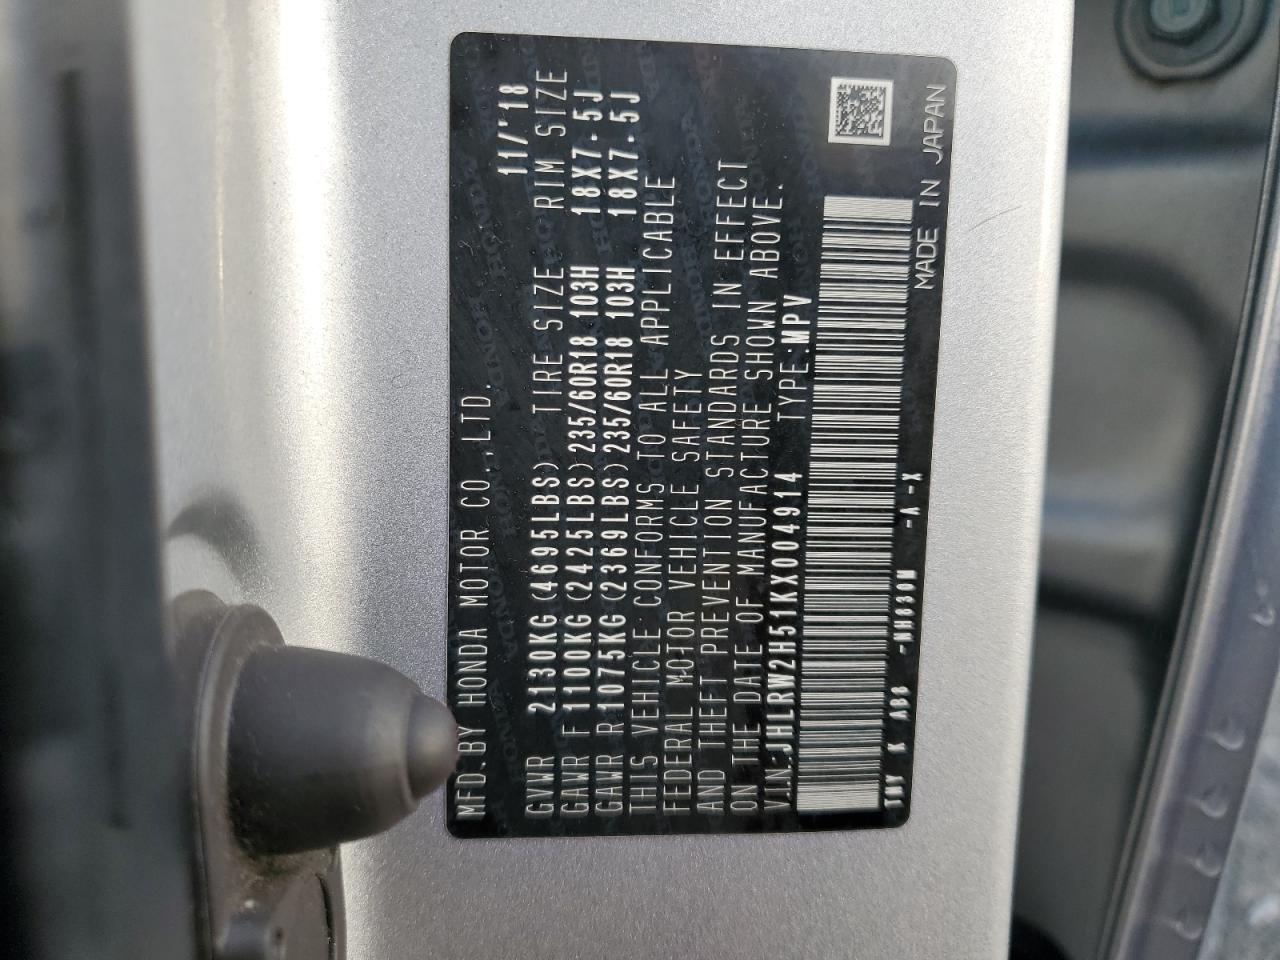 MFD.BY HONDA MOTOR CO.,LTD. 11/'18
GVWR 2130KG(4695LBS) TIRE SIZE RIM SIZE
GAWR F 1100KG(2425LBS)235/60R18 103H 18X7.5J
GAWR R1075KG(2369LBS)235/60R18 103H 18X7.5J
THIS VEHICLE CONFORMS TO ALL APPLICABLE
FEDERAL MOTOR VEHICLE SAFETY
AND THEFT PREVENTION STANDARDS IN EFFECT
ON THE DATE OF MANUFACTURE SHOWN ABOVE.
V.I.N:JHLRW2H51KX004914 TYPE:MPV
-NH830M -A-X
MADE IN JAPAN